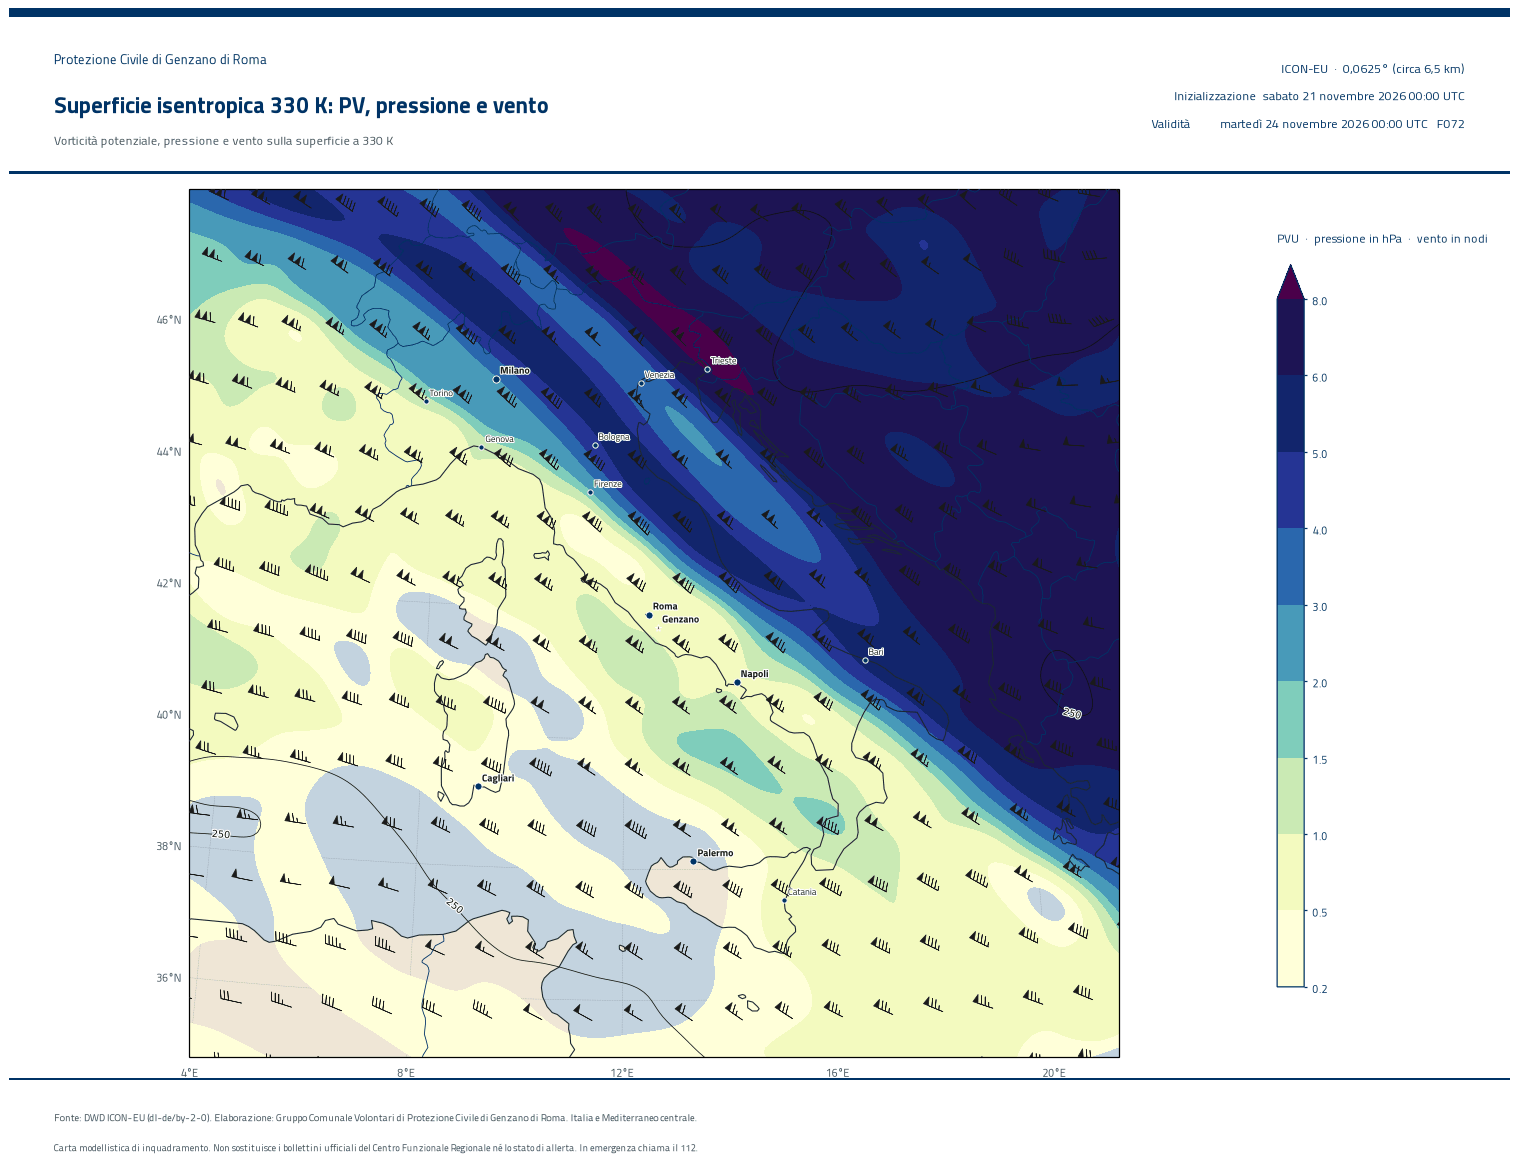 Protezione Civile di Genzano di Roma
Superficie isentropica 330 K: PV, pressione e vento
Vorticità potenziale, pressione e vento sulla superficie a 330 K
ICON-EU · 0,0625° (circa 6,5 km)
Inizializzazione sabato 21 novembre 2026 00:00 UTC
Validità martedì 24 novembre 2026 00:00 UTC F072
PVU · pressione in hPa · vento in nodi
8.0
6.0
5.0
4.0
3.0
2.0
1.5
1.0
0.5
0.2
46°N
44°N
42°N
40°N
38°N
36°N
4°E
8°E
12°E
16°E
20°E
Trieste
Milano
Venezia
Torino
Genova
Bologna
Firenze
Roma
Genzano
Bari
Napoli
250
Cagliari
250
Palermo
Catania
250
Fonte: DWD ICON-EU (dl-de/by-2-0). Elaborazione: Gruppo Comunale Volontari di Protezione Civile di Genzano di Roma. Italia e Mediterraneo centrale.
Carta modellistica di inquadramento. Non sostituisce i bollettini ufficiali del Centro Funzionale Regionale né lo stato di allerta. In emergenza chiama il 112.